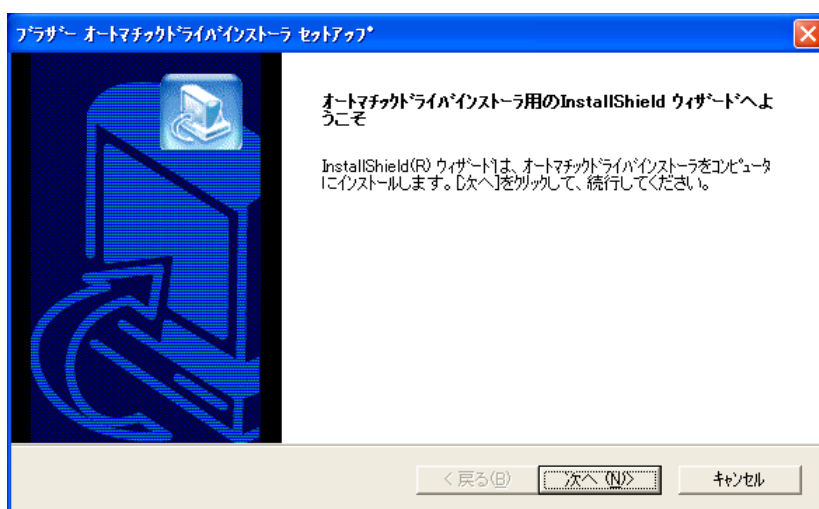 ブラザー オートマチックドライバインストーラ セットアップ
オートマチックドライバインストーラ用のInstallShield ウィザードへよ
うこそ
InstallShield(R) ウィザードは、オートマチックドライバインストーラをコンピュータ
にインストールします。[次へ]をクリックして、続行してください。
< 戻る(B)
次へ (N)>
キャンセル